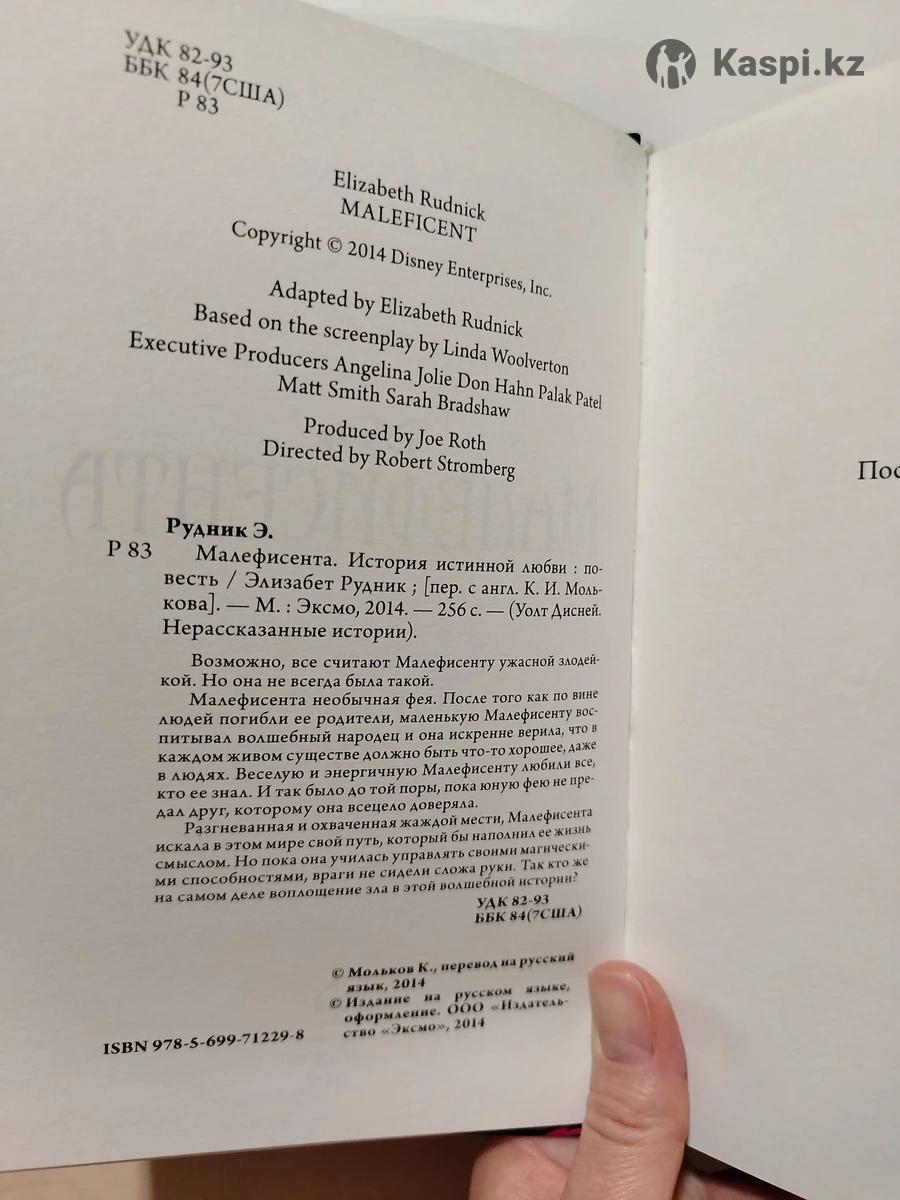 Kaspi.kz
УДК 82-93
ББК 84(7США)
Р 83
Elizabeth Rudnick
MALEFICENT
Copyright © 2014 Disney Enterprises, Inc.
Adapted by Elizabeth Rudnick
Based on the screenplay by Linda Woolverton
Executive Producers Angelina Jolie Don Hahn Palak Patel
Matt Smith Sarah Bradshaw
Produced by Joe Roth
Directed by Robert Stromberg
Рудник Э.
Р 83 Малефисента. История истинной любви : по-
весть / Элизабет Рудник ; [пер. с англ. К. И. Моль-
кова]. — М. : Эксмо, 2014. — 256 с. — (Уолт Дисней.
Нерассказанные истории).
Возможно, все считают Малефисенту ужасной злодей-
кой. Но она не всегда была такой.
Малефисента необычная фея. После того как по вине
людей погибли ее родители, маленькую Малефисенту вос-
питывал волшебный народец и она искренне верила, что в
каждом живом существе должно быть что-то хорошее, даже
в людях. Веселую и энергичную Малефисенту любили все,
кто ее знал. И так было до той поры, пока юную фею не пре-
дал друг, которому она всецело доверяла.
Разгневанная и охваченная жаждой мести, Малефисента
искала в этом мире свой путь, который бы наполнил ее жизнь
смыслом. Но пока она училась управлять своими магически-
ми способностями, враги не сидели сложа руки. Так кто же
на самом деле воплощение зла в этой волшебной истории?
УДК 82-93
ББК 84(7США)
© Мольков К., перевод на русский
язык, 2014
© Издание на русском языке,
оформление. ООО «Издатель-
ство «Эксмо», 2014
ISBN 978-5-699-71229-8
Пос